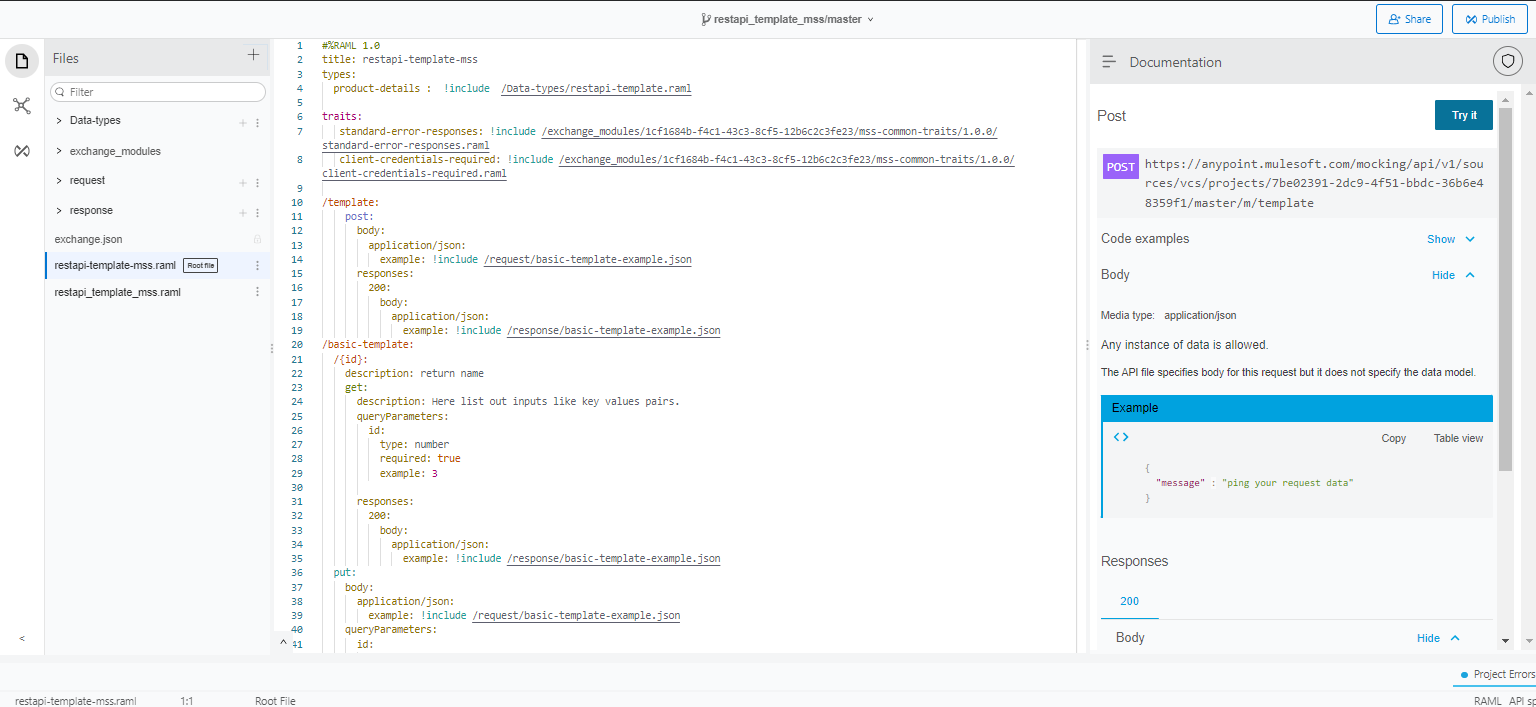 restapi_template_mss/master
Share
Publish
Files
Filter
Data-types
exchange_modules
request
response
exchange.json
restapi-template-mss.raml Root file
restapi_template_mss.raml
1 #%RAML 1.0
2 title: restapi-template-mss
3 types:
4 product-details : !include /Data-types/restapi-template.raml
5
6 traits:
7 standard-error-responses: !include /exchange_modules/1cf1684b-f4c1-43c3-8cf5-12b6c2c3fe23/mss-common-traits/1.0.0/
standard-error-responses.raml
8 client-credentials-required: !include /exchange_modules/1cf1684b-f4c1-43c3-8cf5-12b6c2c3fe23/mss-common-traits/1.0.0/
client-credentials-required.raml
9
10 /template:
11 post:
12 body:
13 application/json:
14 example: !include /request/basic-template-example.json
15 responses:
16 200:
17 body:
18 application/json:
19 example: !include /response/basic-template-example.json
20 /basic-template:
21 /{id}:
22 description: return name
23 get:
24 description: Here list out inputs like key values pairs.
25 queryParameters:
26 id:
27 type: number
28 required: true
29 example: 3
30
31 responses:
32 200:
33 body:
34 application/json:
35 example: !include /response/basic-template-example.json
36 put:
37 body:
38 application/json:
39 example: !include /request/basic-template-example.json
40 queryParameters:
41 id:
Documentation
Post
Try it
POST https://anypoint.mulesoft.com/mocking/api/v1/sou
rces/vcs/projects/7be02391-2dc9-4f51-bbdc-36b6e4
8359f1/master/m/template
Code examples Show
Body Hide
Media type: application/json
Any instance of data is allowed.
The API file specifies body for this request but it does not specify the data model.
Example
Copy Table view
{
"message" : "ping your request data"
}
Responses
200
Body Hide
Project Errors
restapi-template-mss.raml 1:1 Root File
RAML API sp